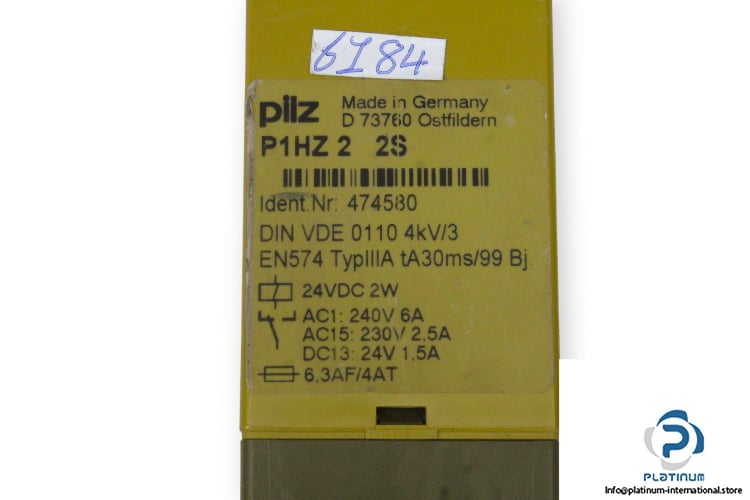 6184
pilz Made in Germany
D 73760 Ostfildern
P1HZ 2 2S
Ident.Nr: 474580
DIN VDE 0110 4kV/3
EN574 TypIIIA tA30ms/99 Bj.
24VDC 2W
AC1: 240V 6A
AC15: 230V 2.5A
DC13: 24V 1.5A
6,3AF/4AT
PLATINUM
Info@platinum-international.store